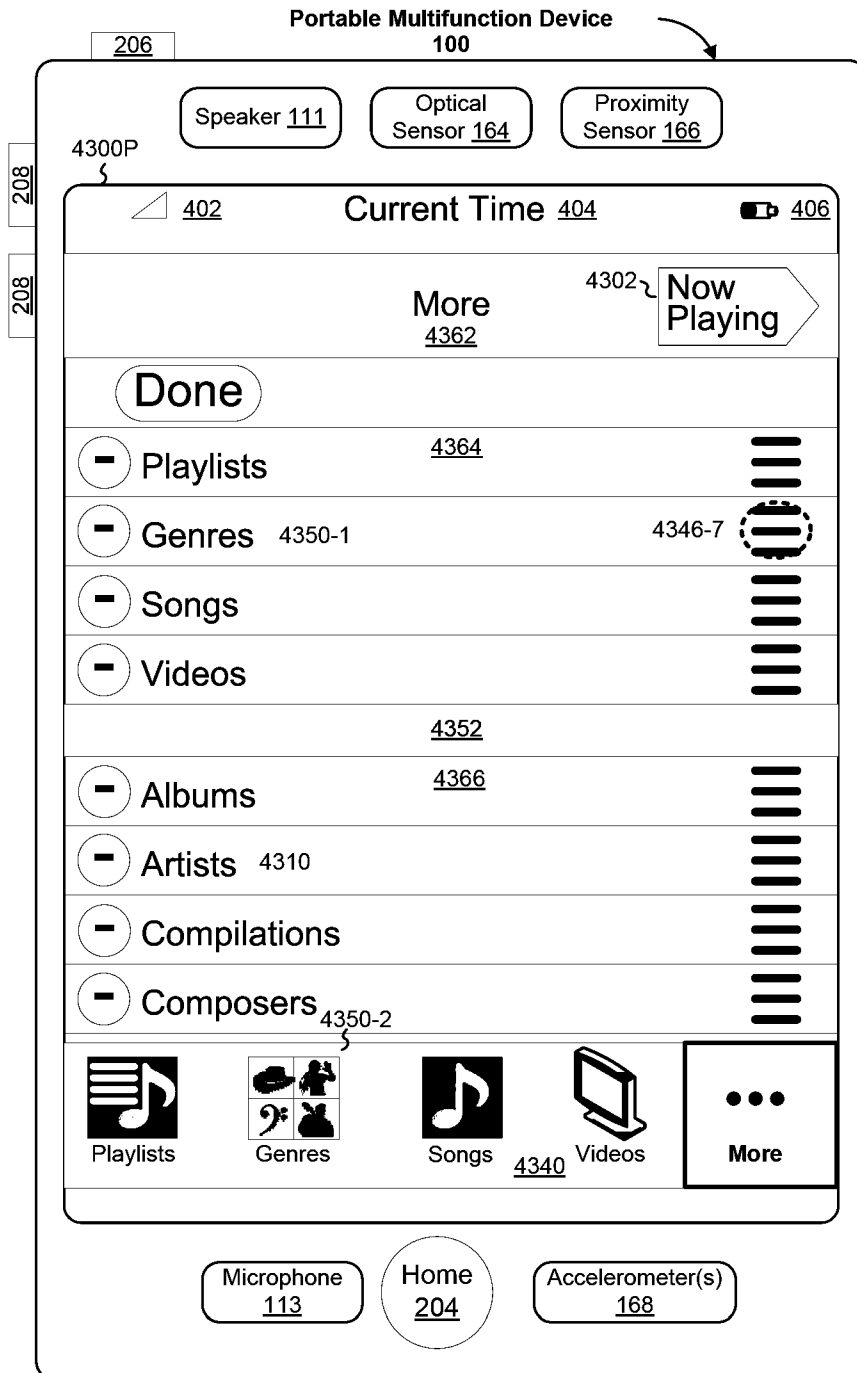 Portable Multifunction Device
100
206
Speaker 111
Optical
Sensor 164
Proximity
Sensor 166
208
208
4300P
402
Current Time 404
406
More
4362
4302
Now
Playing
Done
4364
Playlists
Genres 4350-1
4346-7
Songs
Videos
4352
4366
Albums
Artists 4310
Compilations
Composers
4350-2
Playlists
Genres
Songs
4340
Videos
More
Microphone
113
Home
204
Accelerometer(s)
168